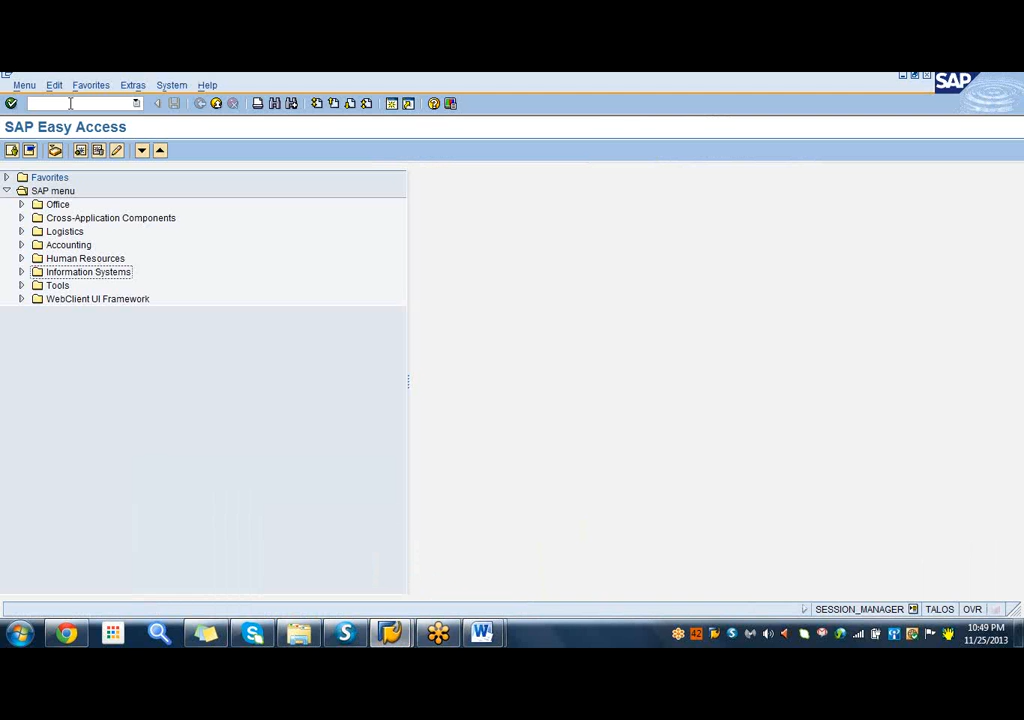 Menu Edit Favorites Extras System Help
SAP
SAP Easy Access
Favorites
SAP menu
Office
Cross-Application Components
Logistics
Accounting
Human Resources
Information Systems
Tools
WebClient UI Framework
SESSION_MANAGER TALOS OVR
42
10:49 PM
11/25/2013